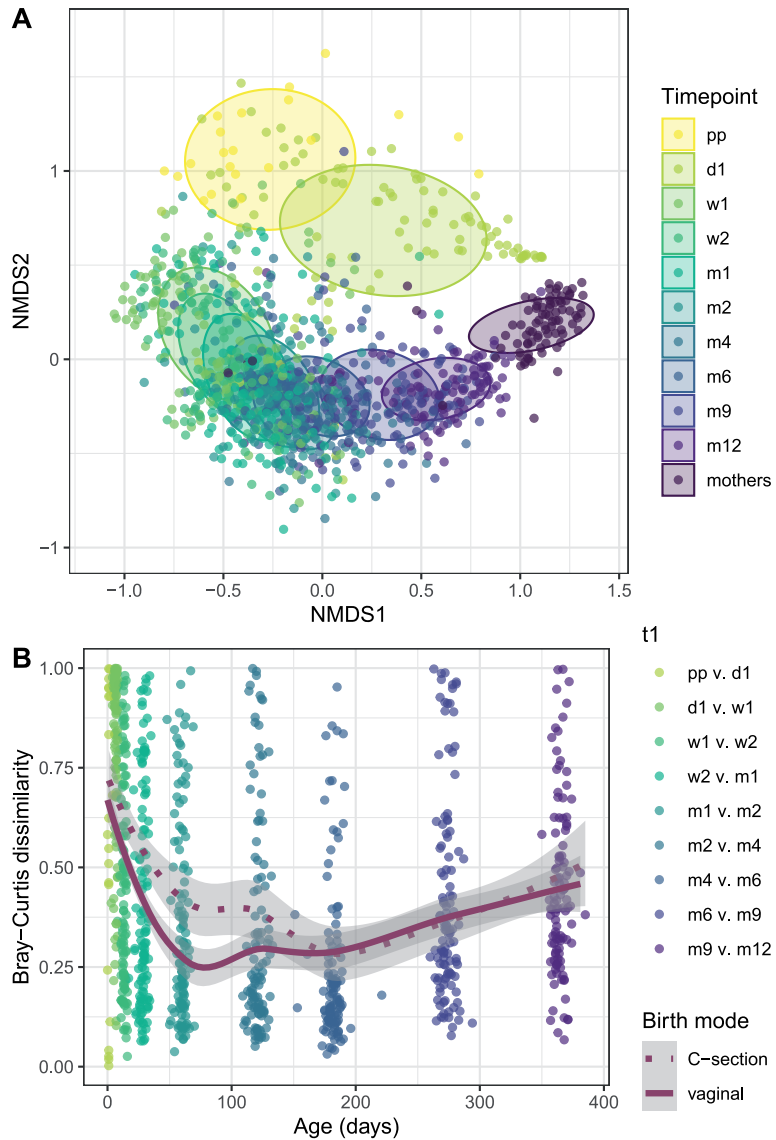 A
NMDS2
1
0
−1
−1.0
−0.5
0.0
0.5
1.0
1.5
NMDS1
Timepoint
pp
d1
w1
w2
m1
m2
m4
m6
m9
m12
mothers
B
Bray−Curtis dissimilarity
1.00
0.75
0.50
0.25
0.00
0
100
200
300
400
Age (days)
t1
pp v. d1
d1 v. w1
w1 v. w2
w2 v. m1
m1 v. m2
m2 v. m4
m4 v. m6
m6 v. m9
m9 v. m12
Birth mode
C−section
vaginal